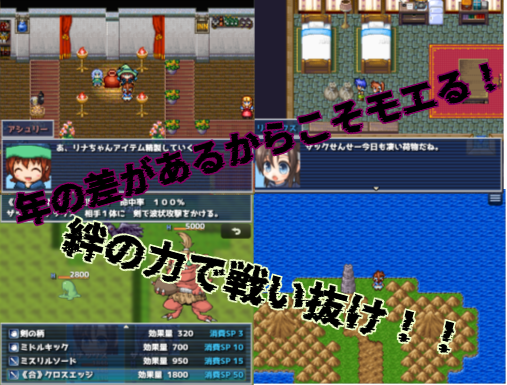 アシュリー
あ、リナちゃんアイテム精製していく
ザックせんせー今日も凄い荷物だね。
年の差があるからこそモエる！
中率　１００％
相手１体に　剣で波状攻撃をかける。
絆の力で戦い抜け！！
5000
2800
剣の柄 効果量 320 消費SP 3
ミドルキック 効果量 700 消費SP 10
ミスリルソード 効果量 950 消費SP 15
《合》クロスエッジ 効果量 1800 消費SP 50